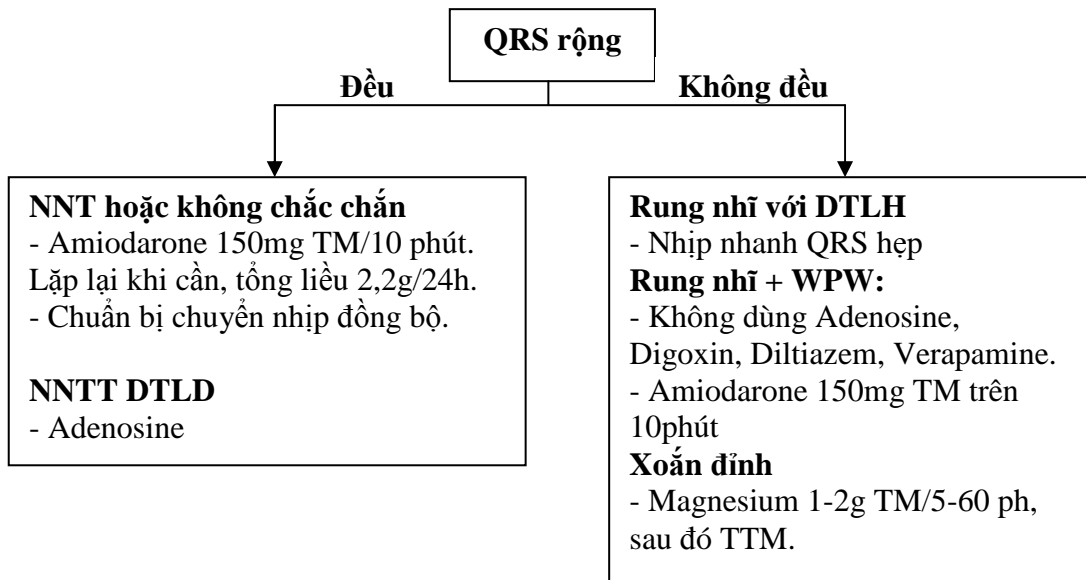 QRS rộng
Đều
Không đều
NNT hoặc không chắc chắn
- Amiodarone 150mg TM/10 phút.
Lặp lại khi cần, tổng liều 2,2g/24h.
- Chuẩn bị chuyển nhịp đồng bộ.
NNTT DTLD
- Adenosine
Rung nhĩ với DTLH
- Nhịp nhanh QRS hẹp
Rung nhĩ + WPW:
- Không dùng Adenosine,
Digoxin, Diltiazem, Verapamine.
- Amiodarone 150mg TM trên
10phút
Xoắn đỉnh
- Magnesium 1-2g TM/5-60 ph,
sau đó TTM.